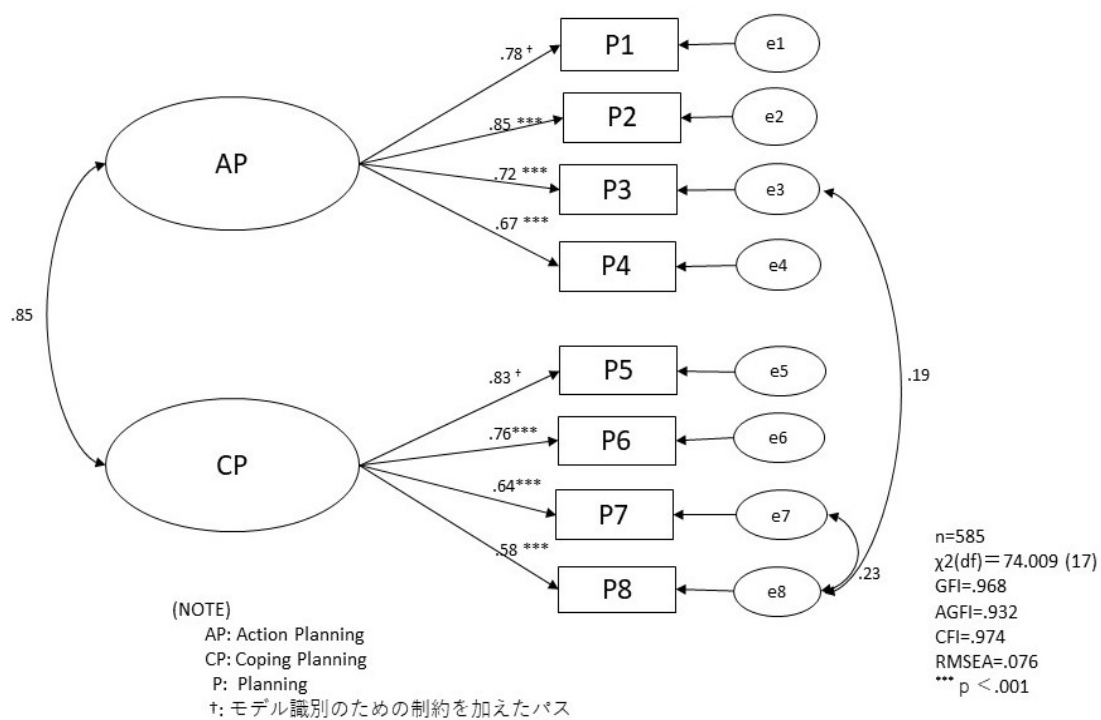 P1
e1
.78 †
P2
e2
.85 ***
AP
P3
e3
.72 ***
.67 ***
P4
e4
.85
.19
P5
e5
.83 †
P6
e6
.76***
CP
.64***
P7
e7
.58 ***
.23
P8
e8
n=585
χ2(df)=74.009 (17)
GFI=.968
AGFI=.932
CFI=.974
RMSEA=.076
*** p <.001
(NOTE)
AP: Action Planning
CP: Coping Planning
P: Planning
†: モデル識別のための制約を加えたパス